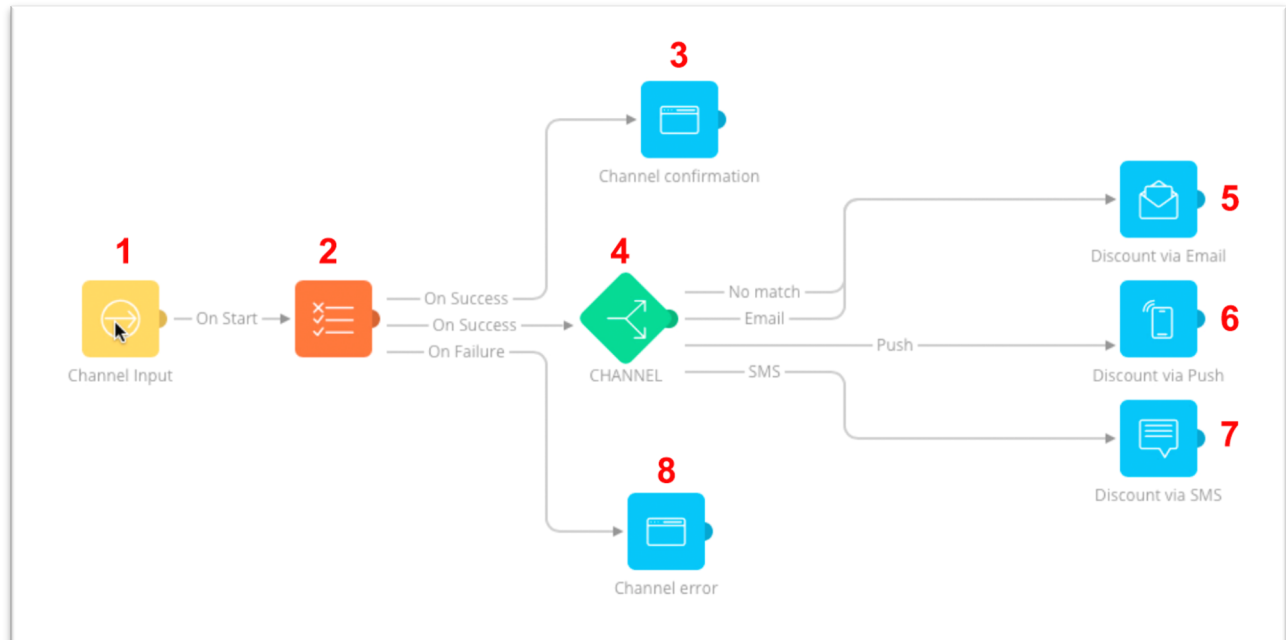 3
Channel confirmation
5
Discount via Email
1
2
4
On Start
On Success
On Success
On Failure
No match
Email
Push
SMS
Channel Input
CHANNEL
6
Discount via Push
7
Discount via SMS
8
Channel error